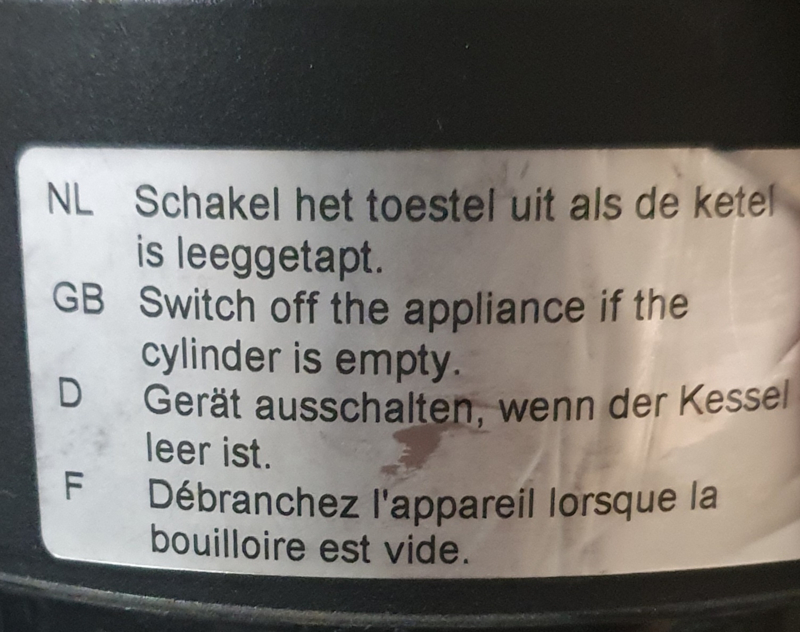 NL Schakel het toestel uit als de ketel
is leeggetapt.
GB Switch off the appliance if the
cylinder is empty.
D Gerät ausschalten, wenn der Kessel
leer ist.
F Débranchez l'appareil lorsque la
bouilloire est vide.